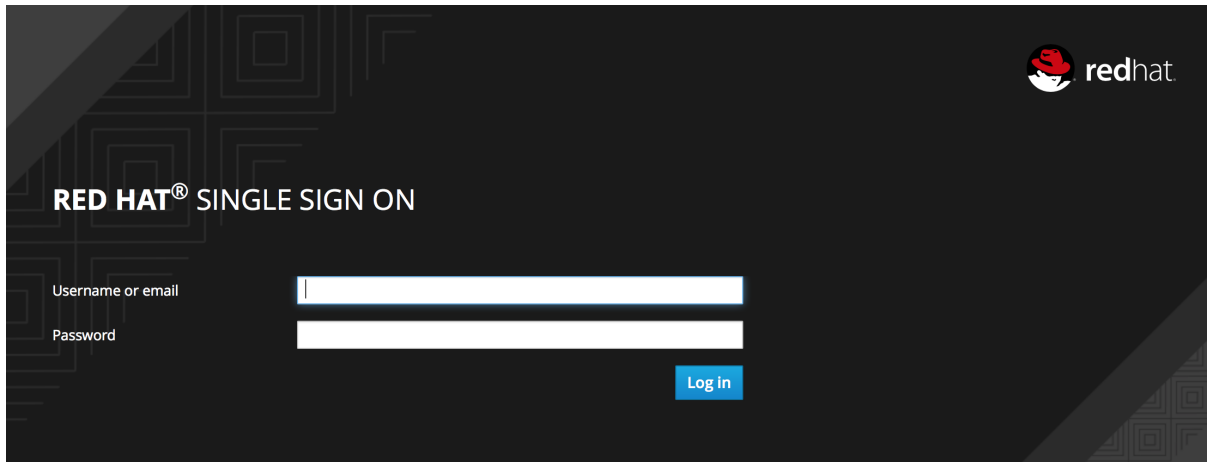 redhat.
RED HAT® SINGLE SIGN ON
Username or email
Password
Log in